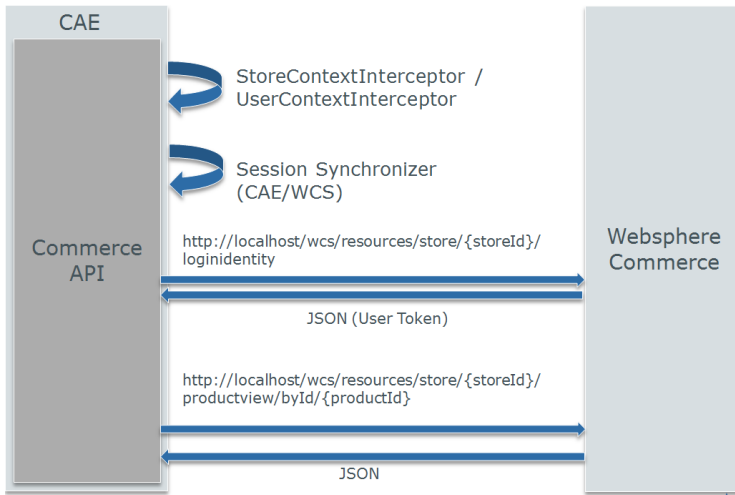 CAE
StoreContextInterceptor /
UserContextInterceptor
Session Synchronizer
(CAE/WCS)
Commerce
API
http://localhost/wcs/resources/store/{storeId}/
loginidentity
Websphere
Commerce
JSON (User Token)
http://localhost/wcs/resources/store/{storeId}/
productview/byId/{productId}
JSON